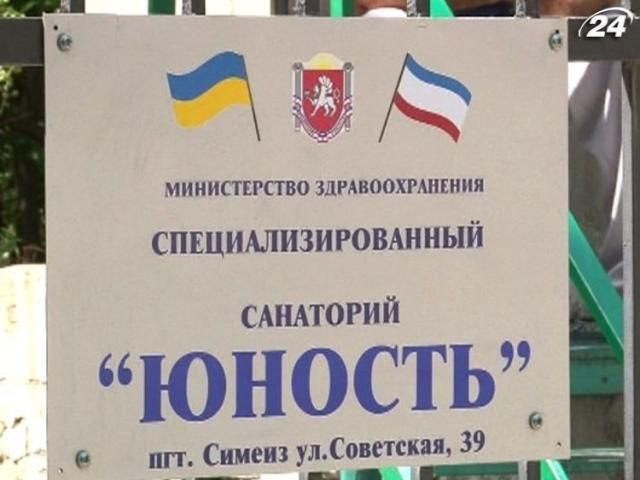 24
МИНИСТЕРСТВО ЗДРАВООХРАНЕНИЯ
СПЕЦИАЛИЗИРОВАННЫЙ
САНАТОРИЙ
“ЮНОСТЬ”
пгт. Симеиз ул.Советская, 39